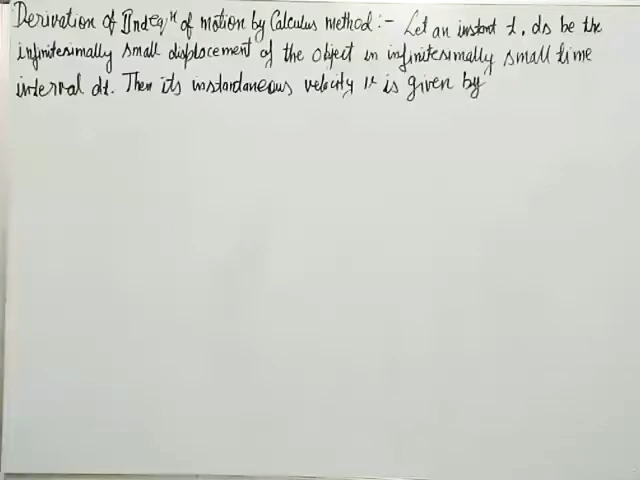 Derivation of IInd eqⁿ of motion by Calculus method:- Let an instant t, ds be the
infinitesimally small displacement of the object in infinitesimally small time
interval dt. Then its instantaneous velocity v is given by